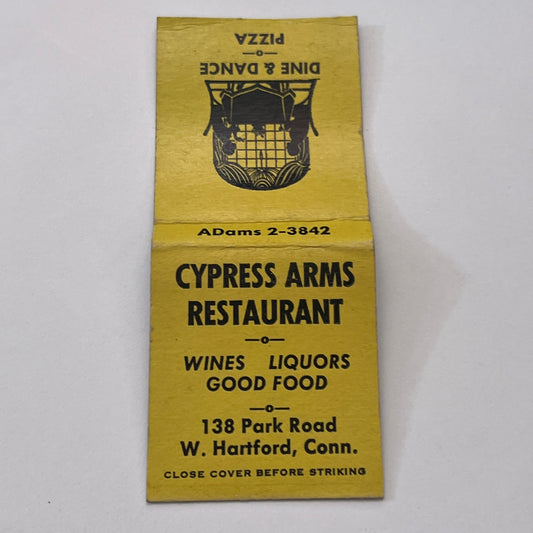 PIZZA
DINE & DANCE
ADams 2-3842
CYPRESS ARMS
RESTAURANT
WINES LIQUORS
GOOD FOOD
138 Park Road
W. Hartford, Conn.
CLOSE COVER BEFORE STRIKING